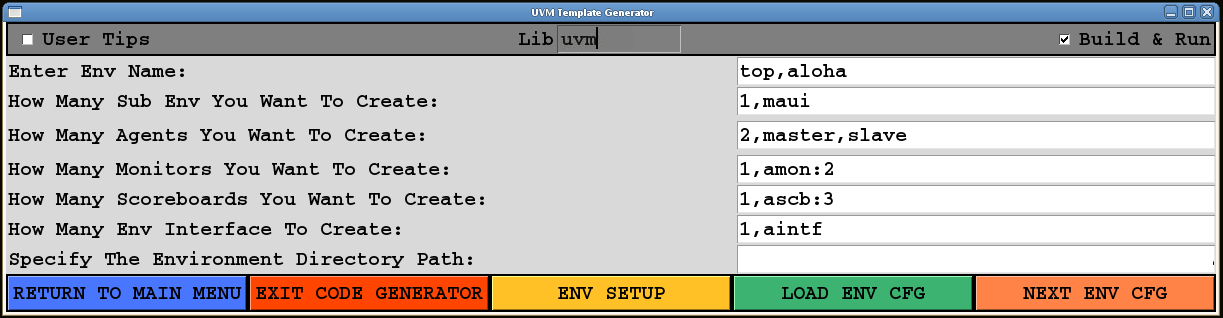 UVM Template Generator
User Tips Lib uvm Build & Run
Enter Env Name: top,aloha
How Many Sub Env You Want To Create: 1,maui
How Many Agents You Want To Create: 2,master,slave
How Many Monitors You Want To Create: 1,amon:2
How Many Scoreboards You Want To Create: 1,ascb:3
How Many Env Interface To Create: 1,aintf
Specify The Environment Directory Path:
RETURN TO MAIN MENU EXIT CODE GENERATOR ENV SETUP LOAD ENV CFG NEXT ENV CFG